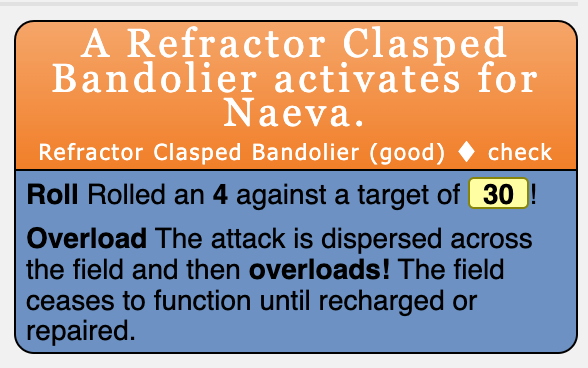 A Refractor Clasped
Bandolier activates for
Naeva.
Refractor Clasped Bandolier (good) ♦ check
Roll Rolled an 4 against a target of 30!
Overload The attack is dispersed across
the field and then overloads! The field
ceases to function until recharged or
repaired.